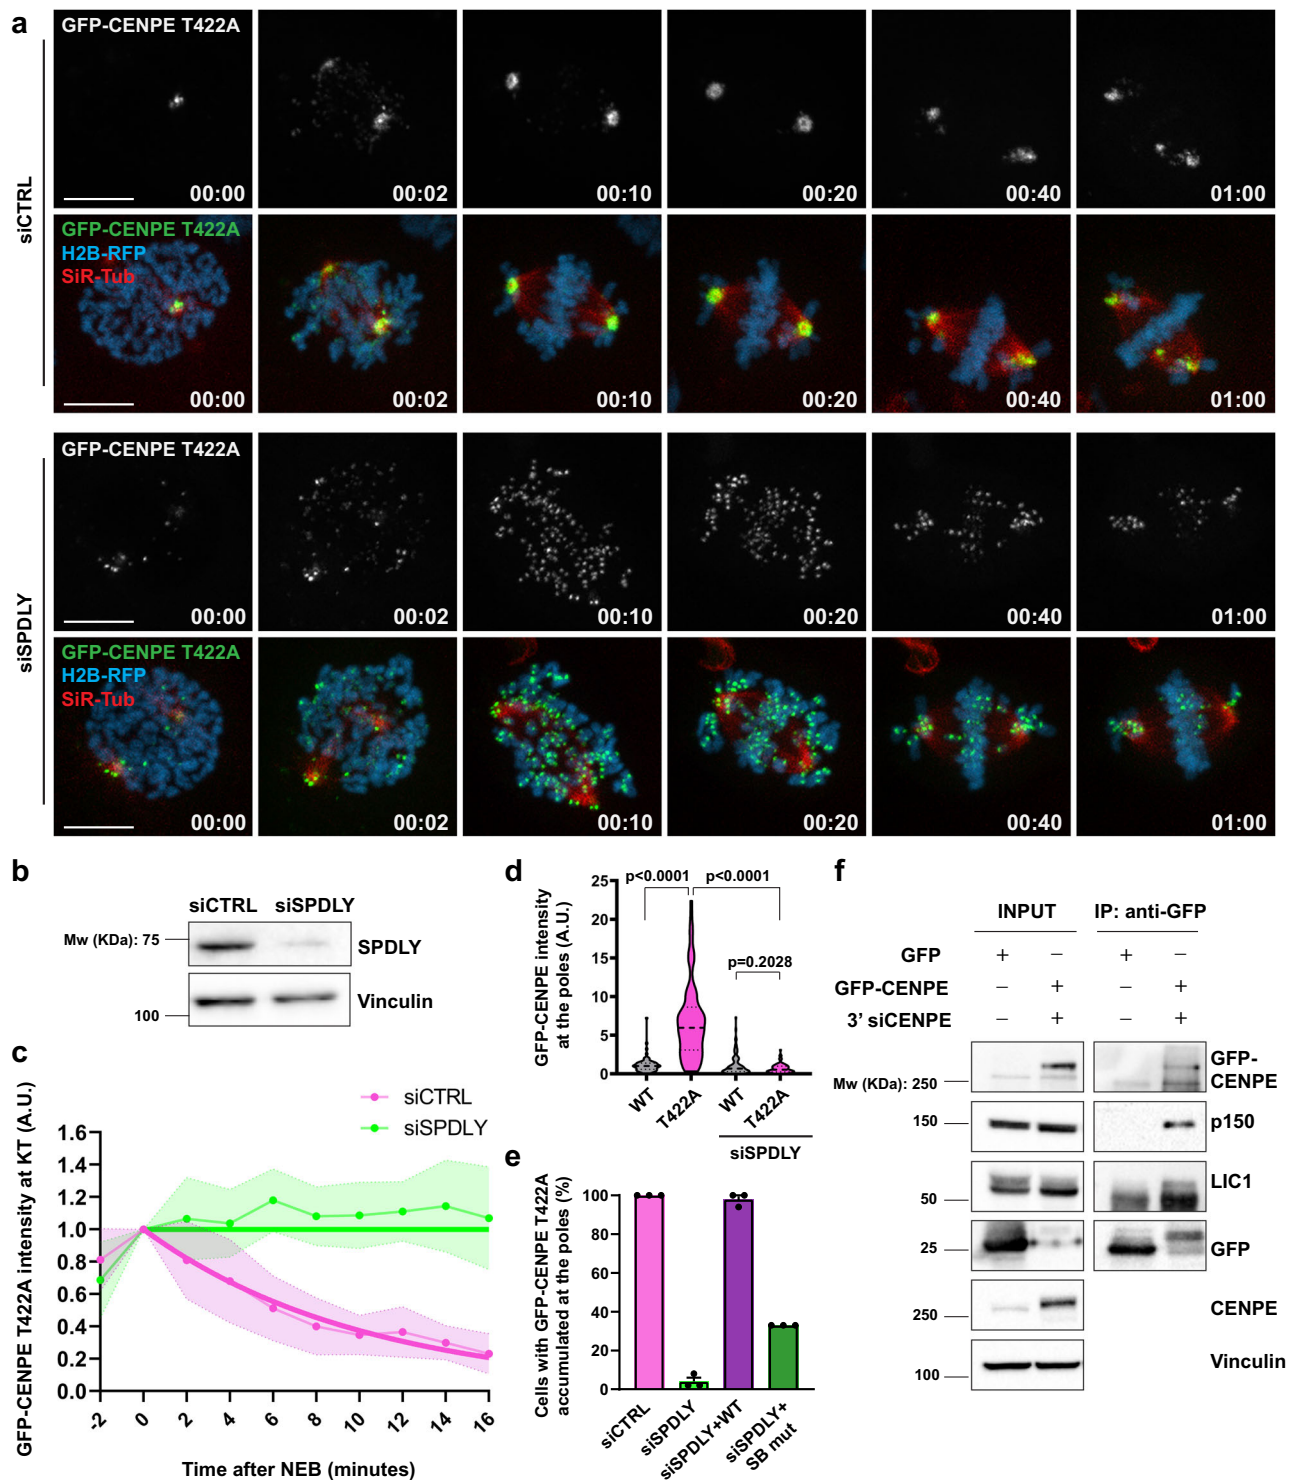 a
siCTRL
GFP-CENPE T422A
00:00
00:02
00:10
00:20
00:40
01:00
GFP-CENPE T422A
H2B-RFP
SiR-Tub
00:00
00:02
00:10
00:20
00:40
01:00
siSPDLY
GFP-CENPE T422A
00:00
00:02
00:10
00:20
00:40
01:00
GFP-CENPE T422A
H2B-RFP
SiR-Tub
00:00
00:02
00:10
00:20
00:40
01:00
b
siCTRL siSPDLY
Mw (KDa): 75
SPDLY
Vinculin
100
c
siCTRL
siSPDLY
GFP-CENPE T422A intensity at KT (A.U.)
1.6
1.4
1.2
1.0
0.8
0.6
0.4
0.2
0.0
-2 0 2 4 6 8 10 12 14 16
Time after NEB (minutes)
d
GFP-CENPE intensity
at the poles (A.U.)
25
20
15
10
5
0
p<0.0001 p<0.0001
p=0.2028
WT T422A WT T422A
siSPDLY
e
Cells with GFP-CENPE T422A
accumulated at the poles (%)
100
80
60
40
20
0
siCTRL
siSPDLY
siSPDLY+WT
siSPDLY+
SB mut
f
INPUT IP: anti-GFP
GFP + − + −
GFP-CENPE − + − +
3' siCENPE − + − +
Mw (KDa): 250
GFP-
CENPE
150
p150
50
LIC1
25
GFP
250
CENPE
100
Vinculin